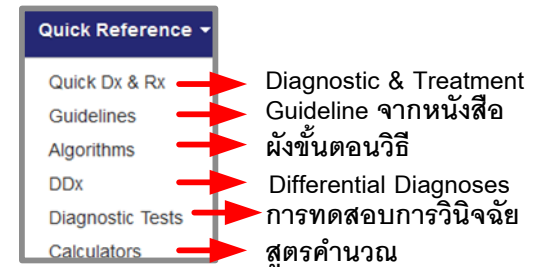 Quick Reference
Quick Dx & Rx Diagnostic & Treatment
Guidelines Guideline จากหนังสือ
Algorithms ผังขั้นตอนวิธี
DDx Differential Diagnoses
Diagnostic Tests การทดสอบการวินิจฉัย
Calculators สูตรคำนวณ